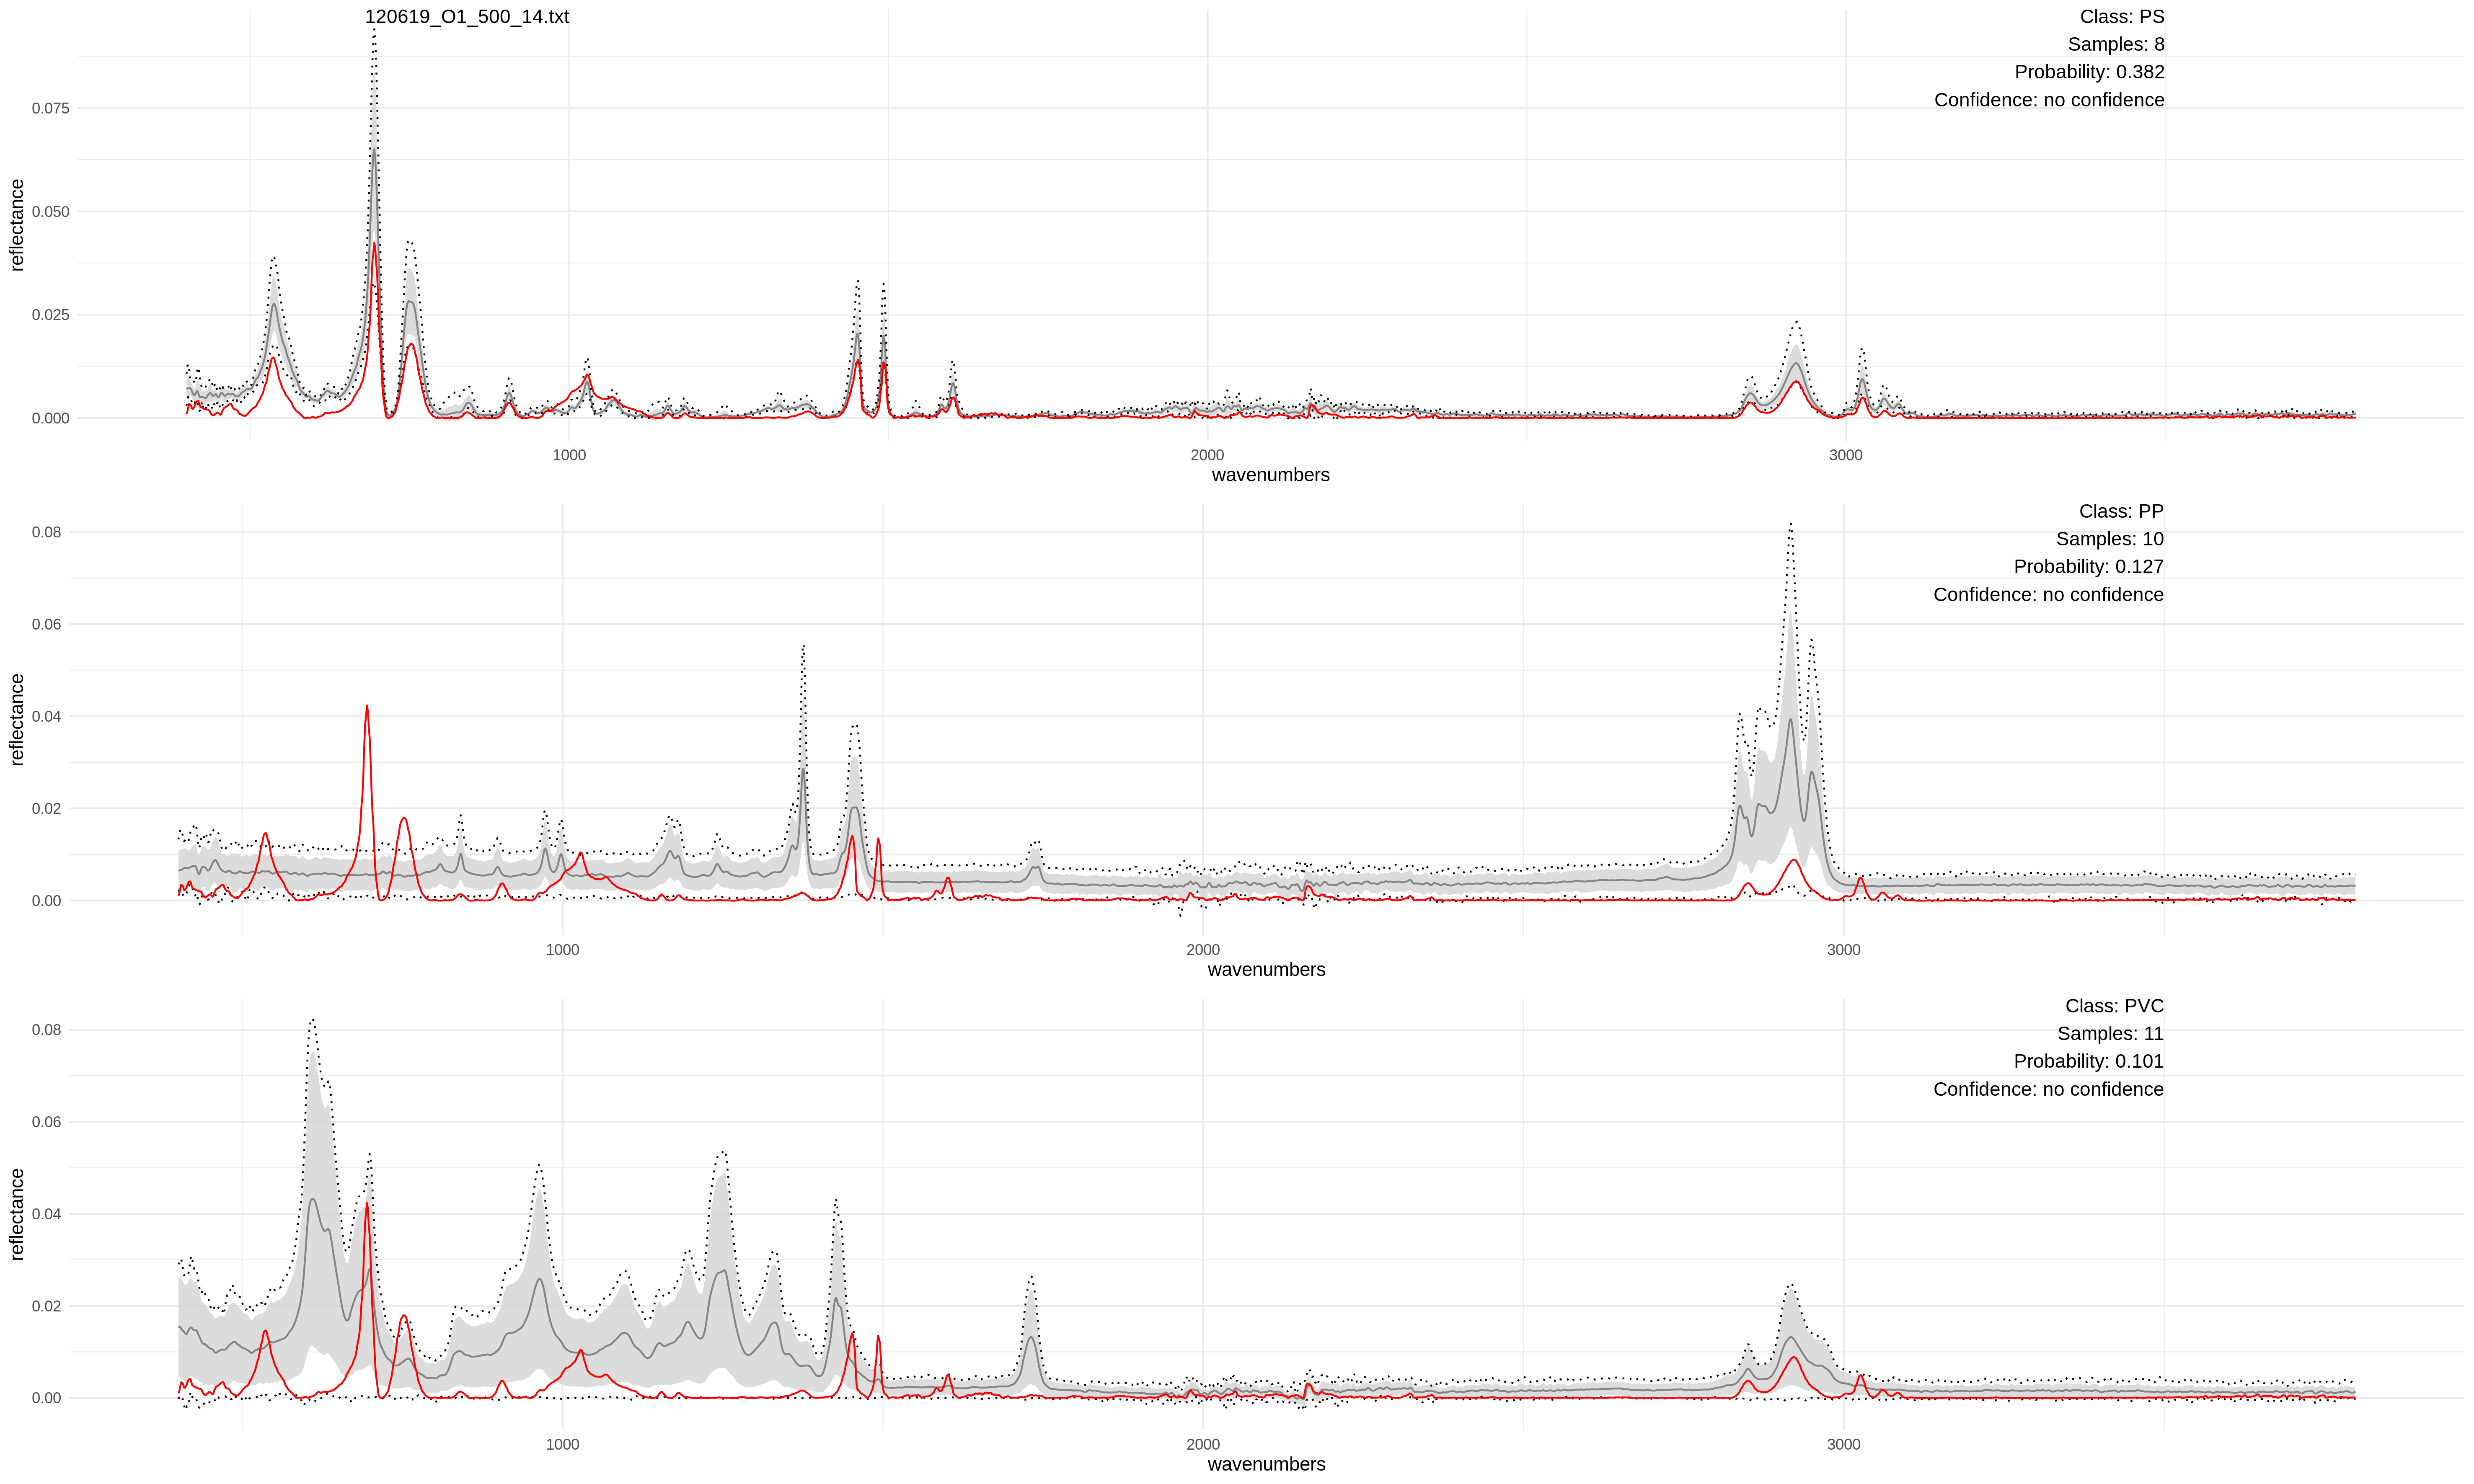 120619_O1_500_14.txt
Class: PS
Samples: 8
Probability: 0.382
Confidence: no confidence
reflectance
0.075
0.050
0.025
0.000
1000 2000 3000
wavenumbers
Class: PP
Samples: 10
Probability: 0.127
Confidence: no confidence
reflectance
0.08
0.06
0.04
0.02
0.00
1000 2000 3000
wavenumbers
Class: PVC
Samples: 11
Probability: 0.101
Confidence: no confidence
reflectance
0.08
0.06
0.04
0.02
0.00
1000 2000 3000
wavenumbers